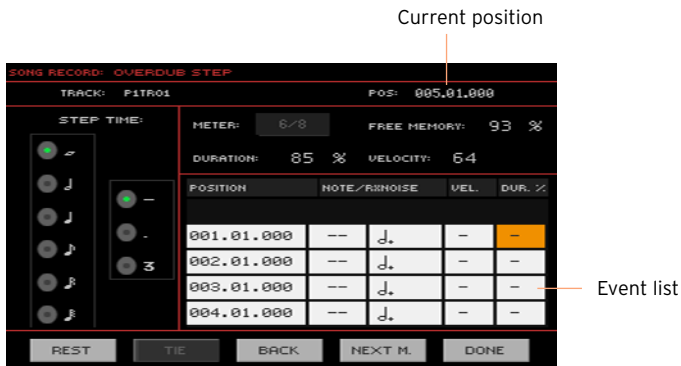 Current position
SONG RECORD: OVERDUB STEP
TRACK: P1TR01 POS: 005.01.000
STEP TIME:
METER: 6/8 FREE MEMORY: 93 %
DURATION: 85 % VELOCITY: 64
POSITION NOTE/RXNOISE VEL. DUR. %
001.01.000 -- - -
002.01.000 -- - -
003.01.000 -- - -
004.01.000 -- - -
3
Event list
REST TIE BACK NEXT M. DONE